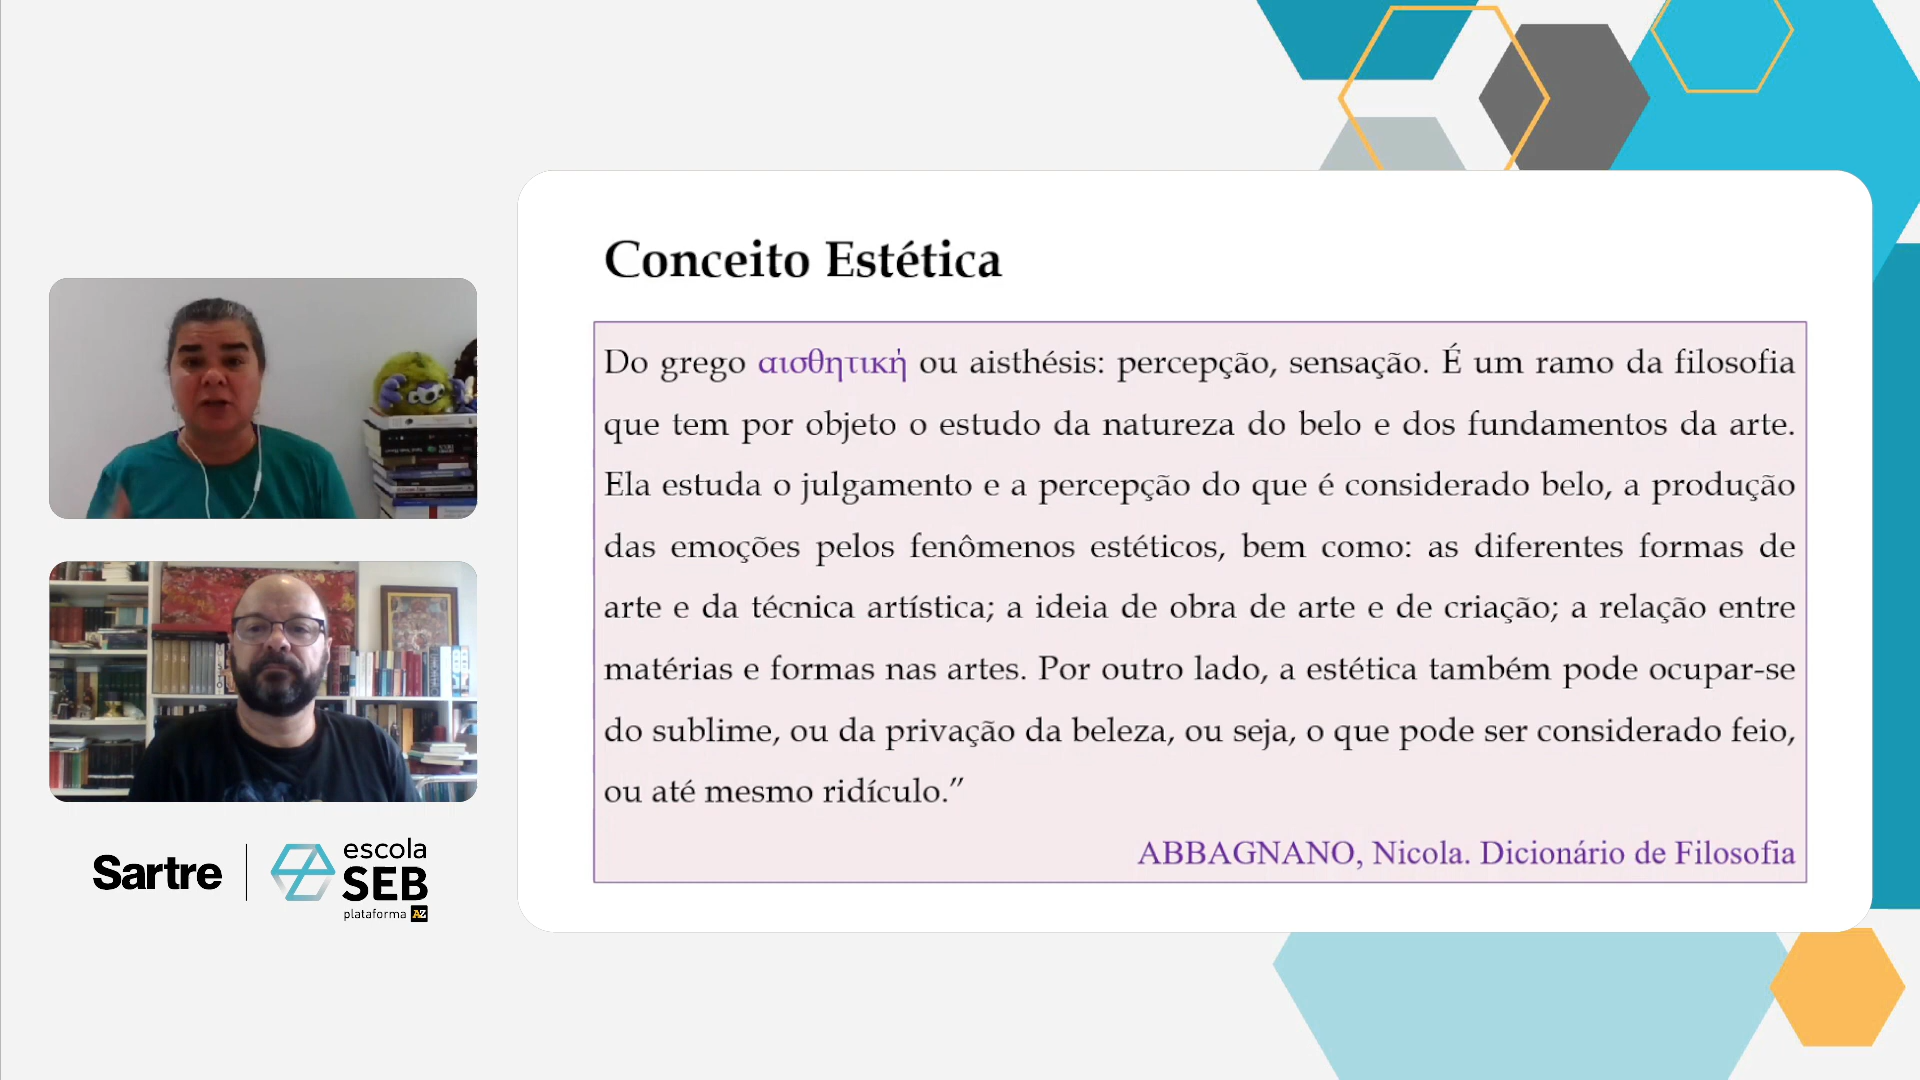 Conceito Estética
Do grego αισθητικἡ ou aisthésis: percepção, sensação. É um ramo da filosofia
que tem por objeto o estudo da natureza do belo e dos fundamentos da arte.
Ela estuda o julgamento e a percepção do que é considerado belo, a produção
das emoções pelos fenômenos estéticos, bem como: as diferentes formas de
arte e da técnica artística; a ideia de obra de arte e de criação; a relação entre
matérias e formas nas artes. Por outro lado, a estética também pode ocupar-se
do sublime, ou da privação da beleza, ou seja, o que pode ser considerado feio,
ou até mesmo ridículo.”
ABBAGNANO, Nicola. Dicionário de Filosofia
Sartre
escola
SEB
plataforma AZ